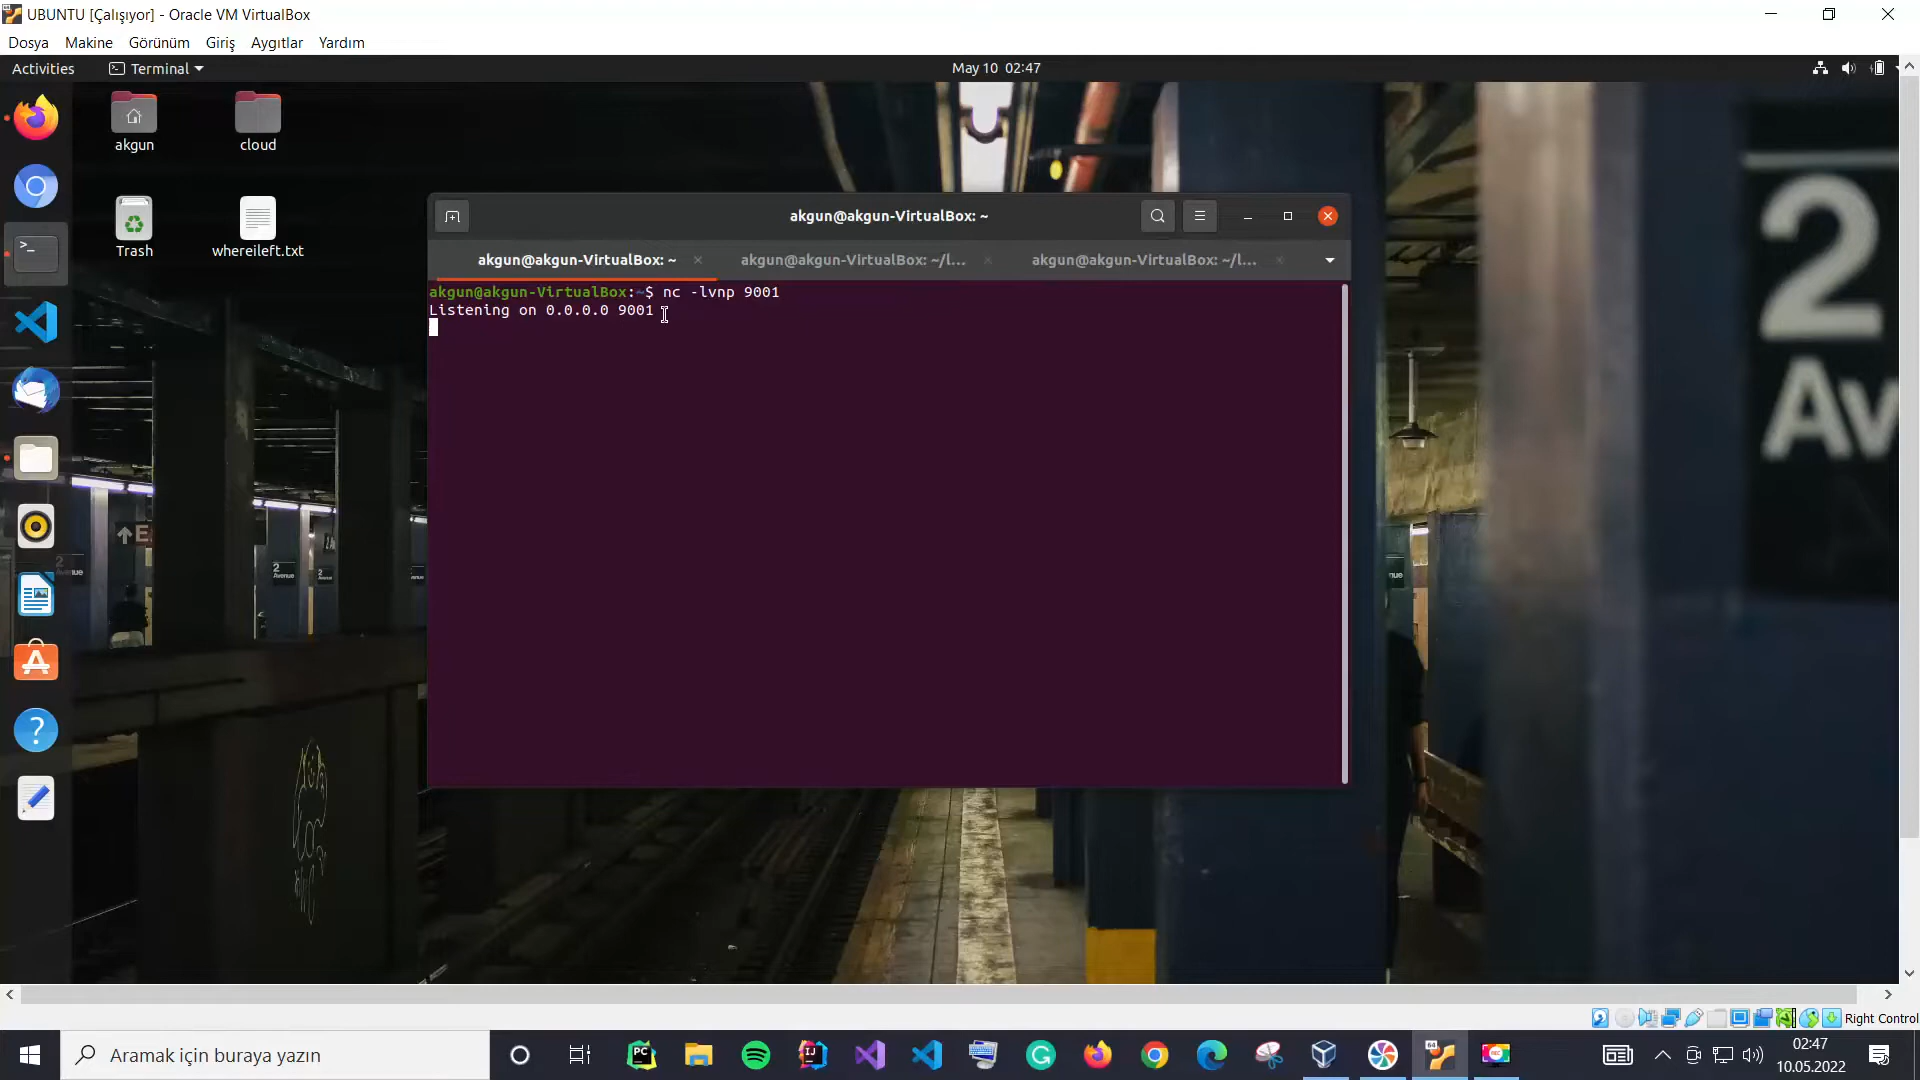 UBUNTU [Çalışıyor] - Oracle VM VirtualBox
Dosya Makine Görünüm Giriş Aygıtlar Yardım
Activities Terminal May 10 02:47
akgun cloud
Trash whereileft.txt
akgun@akgun-VirtualBox: ~
akgun@akgun-VirtualBox: ~ akgun@akgun-VirtualBox: ~/l... akgun@akgun-VirtualBox: ~/l...
akgun@akgun-VirtualBox:~$ nc -lvnp 9001
Listening on 0.0.0.0 9001
2
Av
2
Avenue
Right Control
Aramak için buraya yazın
02:47
10.05.2022